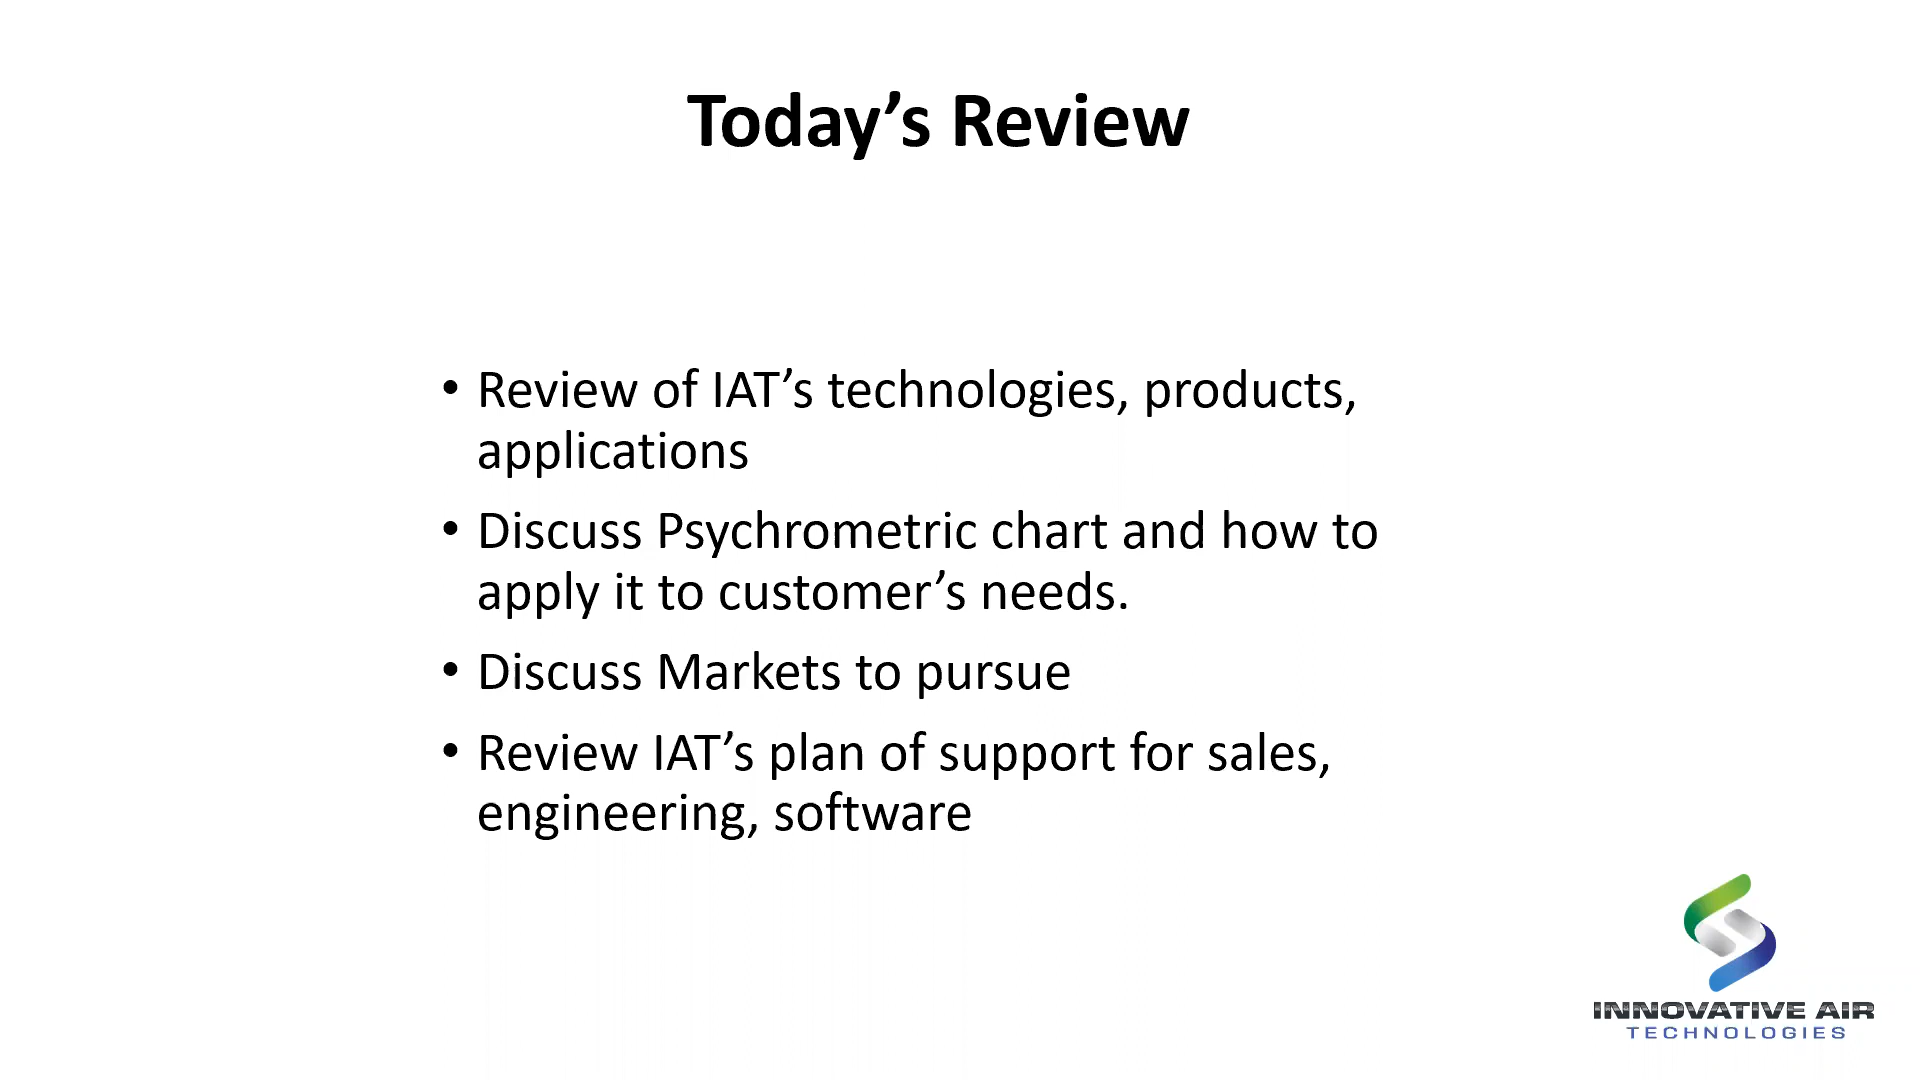 Today’s Review
• Review of IAT’s technologies, products,
applications
• Discuss Psychrometric chart and how to
apply it to customer’s needs.
• Discuss Markets to pursue
• Review IAT’s plan of support for sales,
engineering, software
INNOVATIVE AIR
TECHNOLOGIES